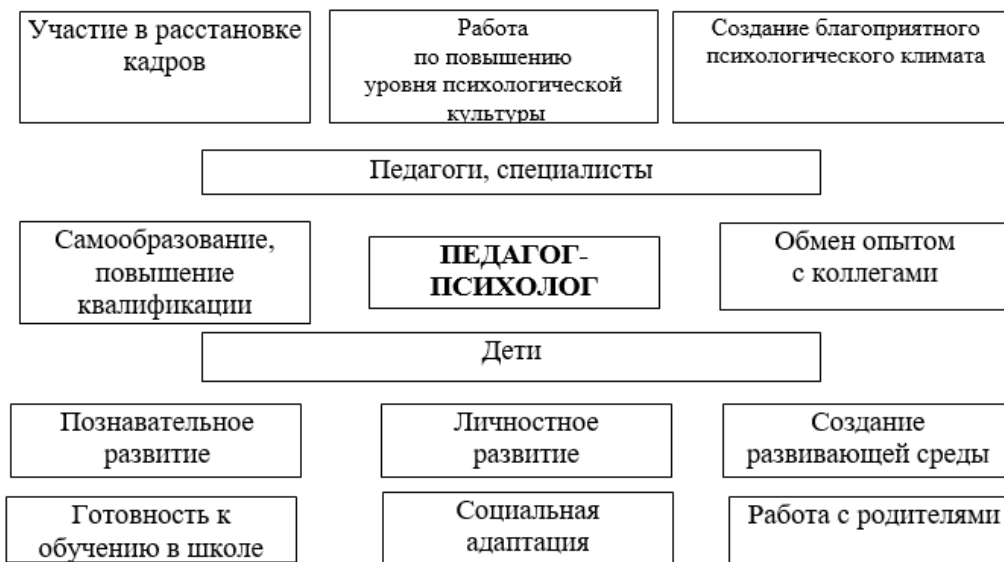 Участие в расстановке
кадров
Работа
по повышению
уровня психологической
культуры
Создание благоприятного
психологического климата
Педагоги, специалисты
Самообразование,
повышение
квалификации
ПЕДАГОГ-
ПСИХОЛОГ
Обмен опытом
с коллегами
Дети
Познавательное
развитие
Личностное
развитие
Создание
развивающей среды
Готовность к
обучению в школе
Социальная
адаптация
Работа с родителями